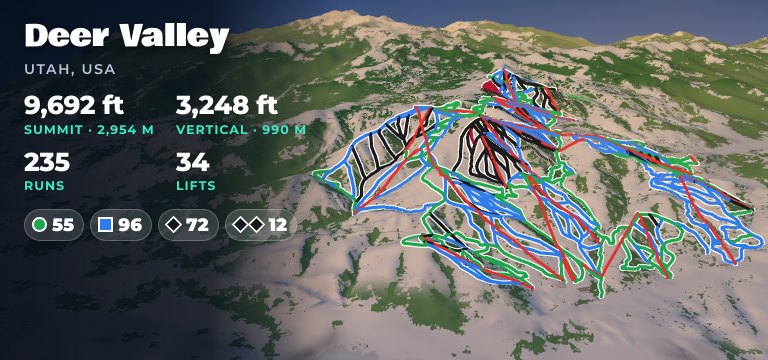 Deer Valley
UTAH, USA
9,692 ft 3,248 ft
SUMMIT · 2,954 M VERTICAL · 990 M
235 34
RUNS LIFTS
55 96 72 12